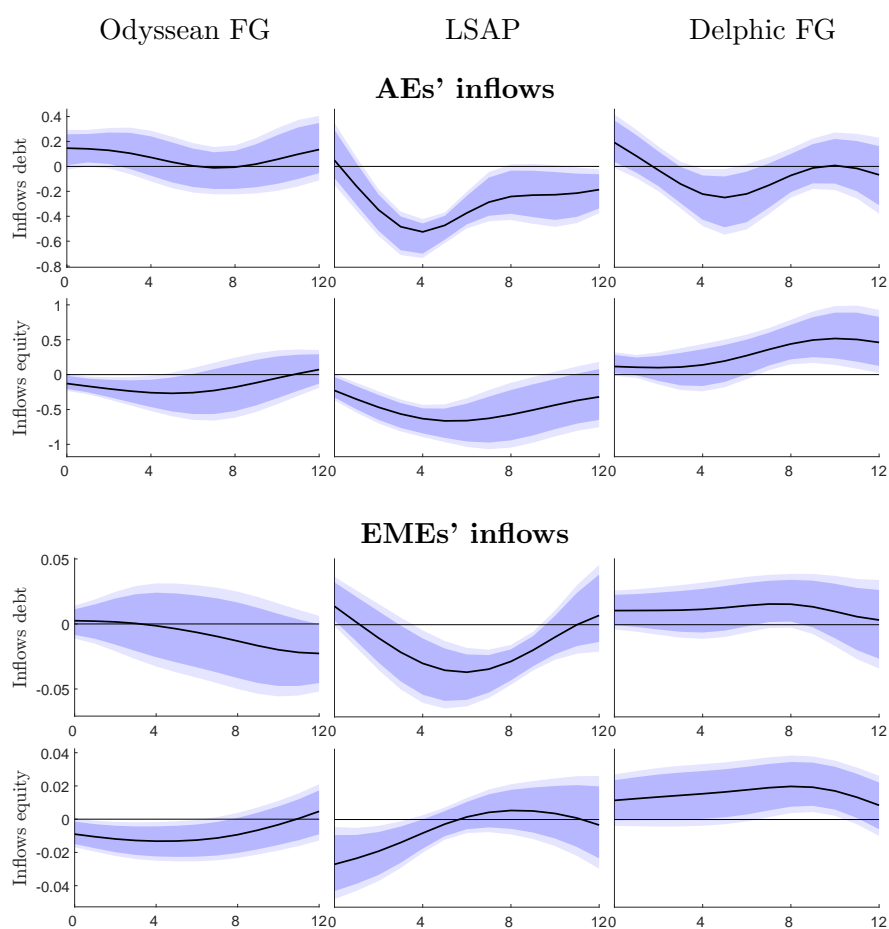 Odyssean FG LSAP Delphic FG
AEs' inflows
Inflows debt
0.4
0.2
0
-0.2
-0.4
-0.6
-0.8
0 4 8 120 4 8 120 4 8 12
Inflows equity
1
0.5
0
-0.5
-1
0 4 8 120 4 8 120 4 8 12
EMEs' inflows
Inflows debt
0.05
0
-0.05
0 4 8 120 4 8 120 4 8 12
Inflows equity
0.04
0.02
0
-0.02
-0.04
0 4 8 120 4 8 120 4 8 12